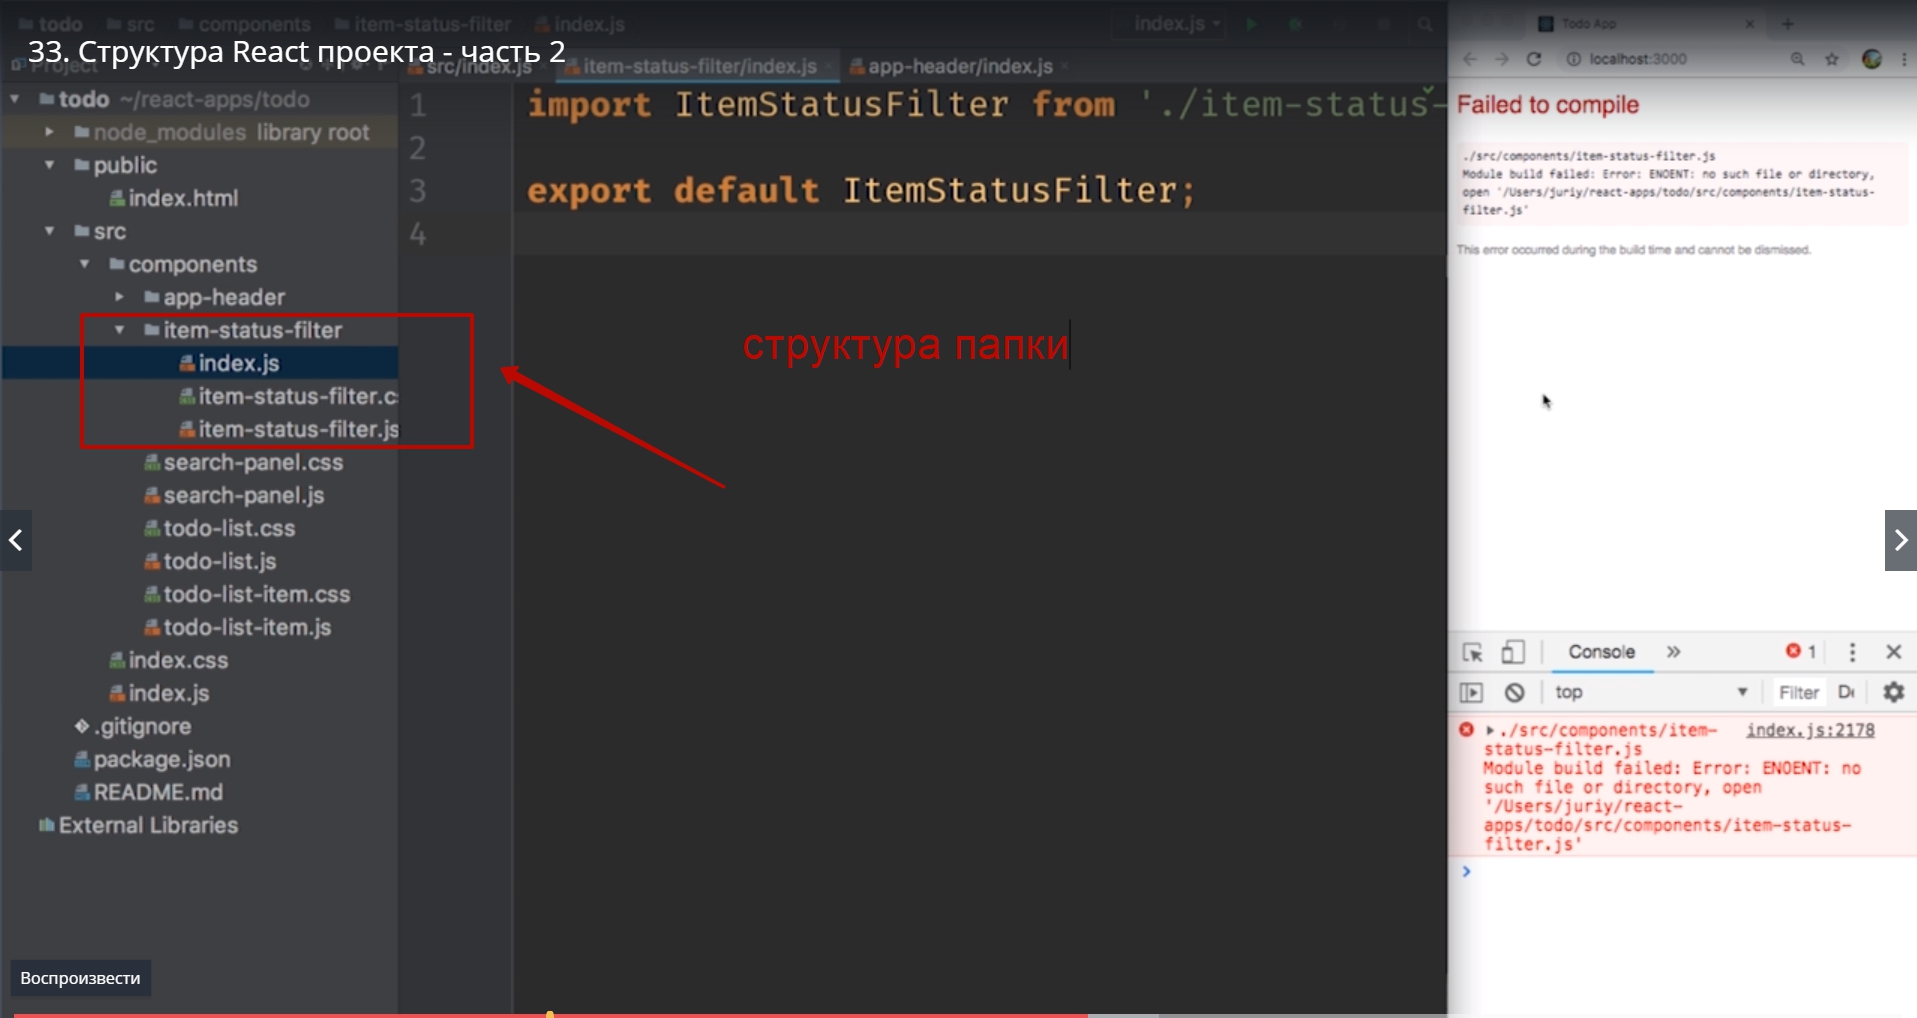 todo src components item-status-filter index.js
index.js
33. Структура React проекта - часть 2
Project
src/index.js item-status-filter/index.js app-header/index.js
todo ~/react-apps/todo
node_modules library root
public
index.html
src
components
app-header
item-status-filter
index.js
item-status-filter.c
item-status-filter.js
search-panel.css
search-panel.js
todo-list.css
todo-list.js
todo-list-item.css
todo-list-item.js
index.css
index.js
.gitignore
package.json
README.md
External Libraries
Воспроизвести
1 import ItemStatusFilter from './item-status-
2
3 export default ItemStatusFilter;
4
структура папки
Todo App
localhost:3000
Failed to compile
./src/components/item-status-filter.js
Module build failed: Error: ENOENT: no such file or directory,
open '/Users/juriy/react-apps/todo/src/components/item-status-
filter.js'
This error occurred during the build time and cannot be dismissed.
Console » 1
top Filter
./src/components/item- index.js:2178
status-filter.js
Module build failed: Error: ENOENT: no
such file or directory, open
'/Users/juriy/react-
apps/todo/src/components/item-status-
filter.js'